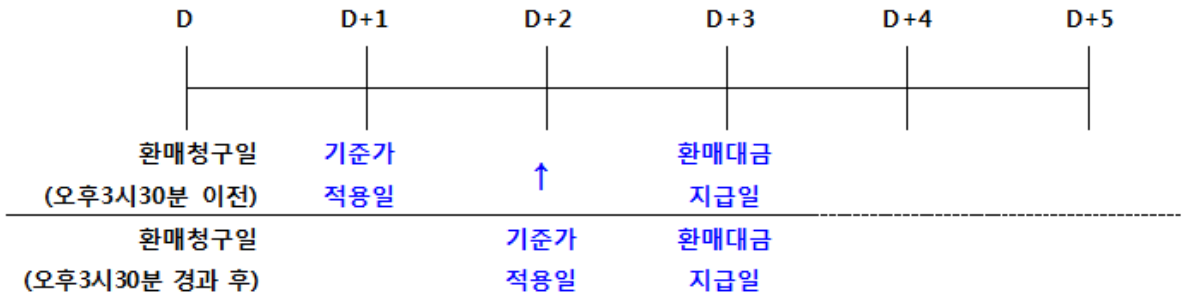 D D+1 D+2 D+3 D+4 D+5
환매청구일 기준가 환매대금
(오후3시30분 이전) 적용일 ↑ 지급일
환매청구일 기준가 환매대금
(오후3시30분 경과 후) 적용일 지급일